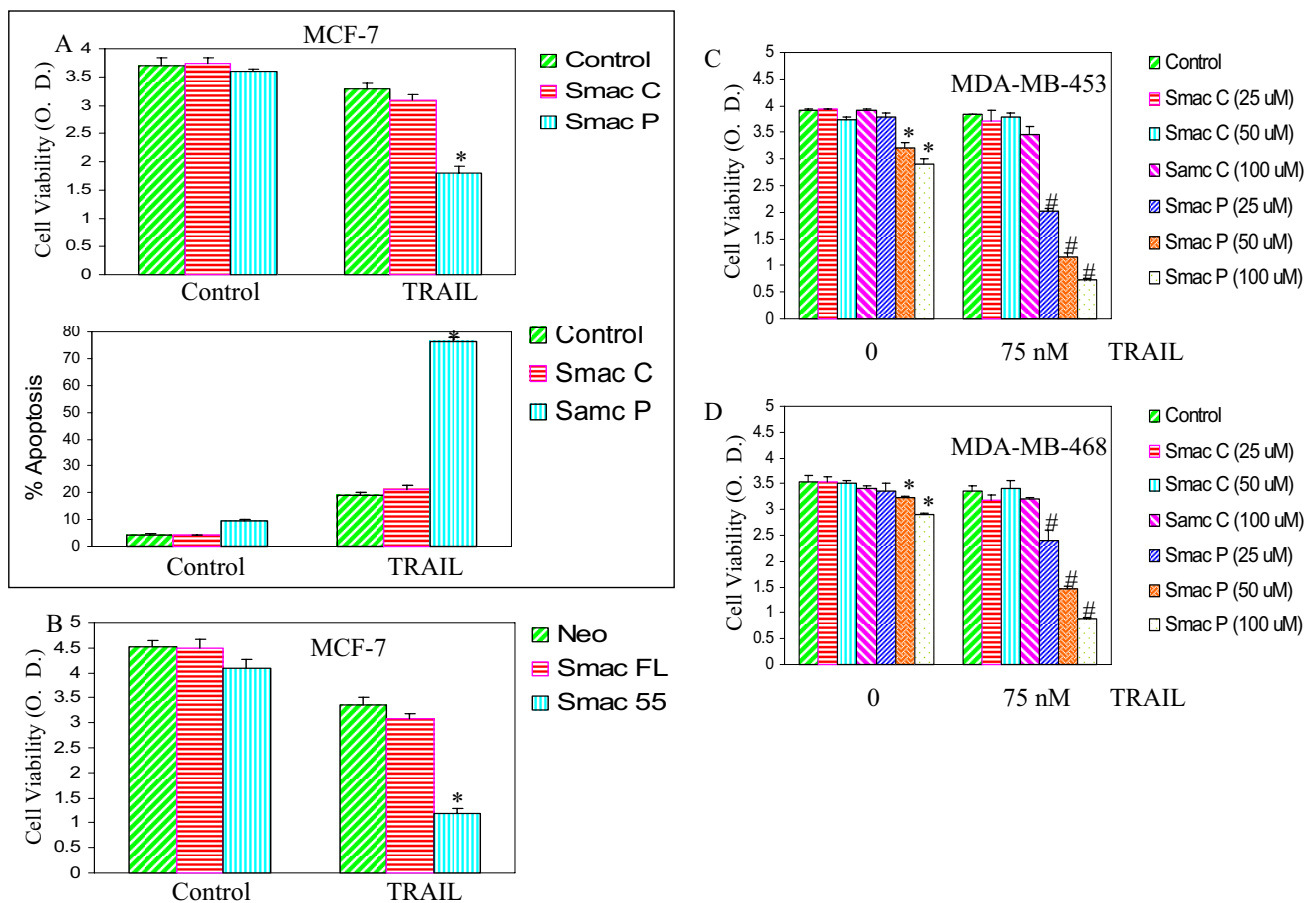 A
MCF-7
Cell Viability (O. D.)
4
3.5
3
2.5
2
1.5
1
0.5
0
*
Control
TRAIL
Control
Smac C
Smac P
% Apoptosis
80
70
60
50
40
30
20
10
0
*
Control
TRAIL
Control
Smac C
Samc P
B
MCF-7
Cell Viability (O. D.)
5
4.5
4
3.5
3
2.5
2
1.5
1
0.5
0
*
Control
TRAIL
Neo
Smac FL
Smac 55
C
MDA-MB-453
Cell Viability (O. D.)
5
4.5
4
3.5
3
2.5
2
1.5
1
0.5
0
* *
# # #
0 75 nM TRAIL
Control
Smac C (25 uM)
Smac C (50 uM)
Samc C (100 uM)
Smac P (25 uM)
Smac P (50 uM)
Smac P (100 uM)
D
MDA-MB-468
Cell Viability (O. D.)
5
4.5
4
3.5
3
2.5
2
1.5
1
0.5
0
* *
# # #
0 75 nM TRAIL
Control
Smac C (25 uM)
Smac C (50 uM)
Samc C (100 uM)
Smac P (25 uM)
Smac P (50 uM)
Smac P (100 uM)